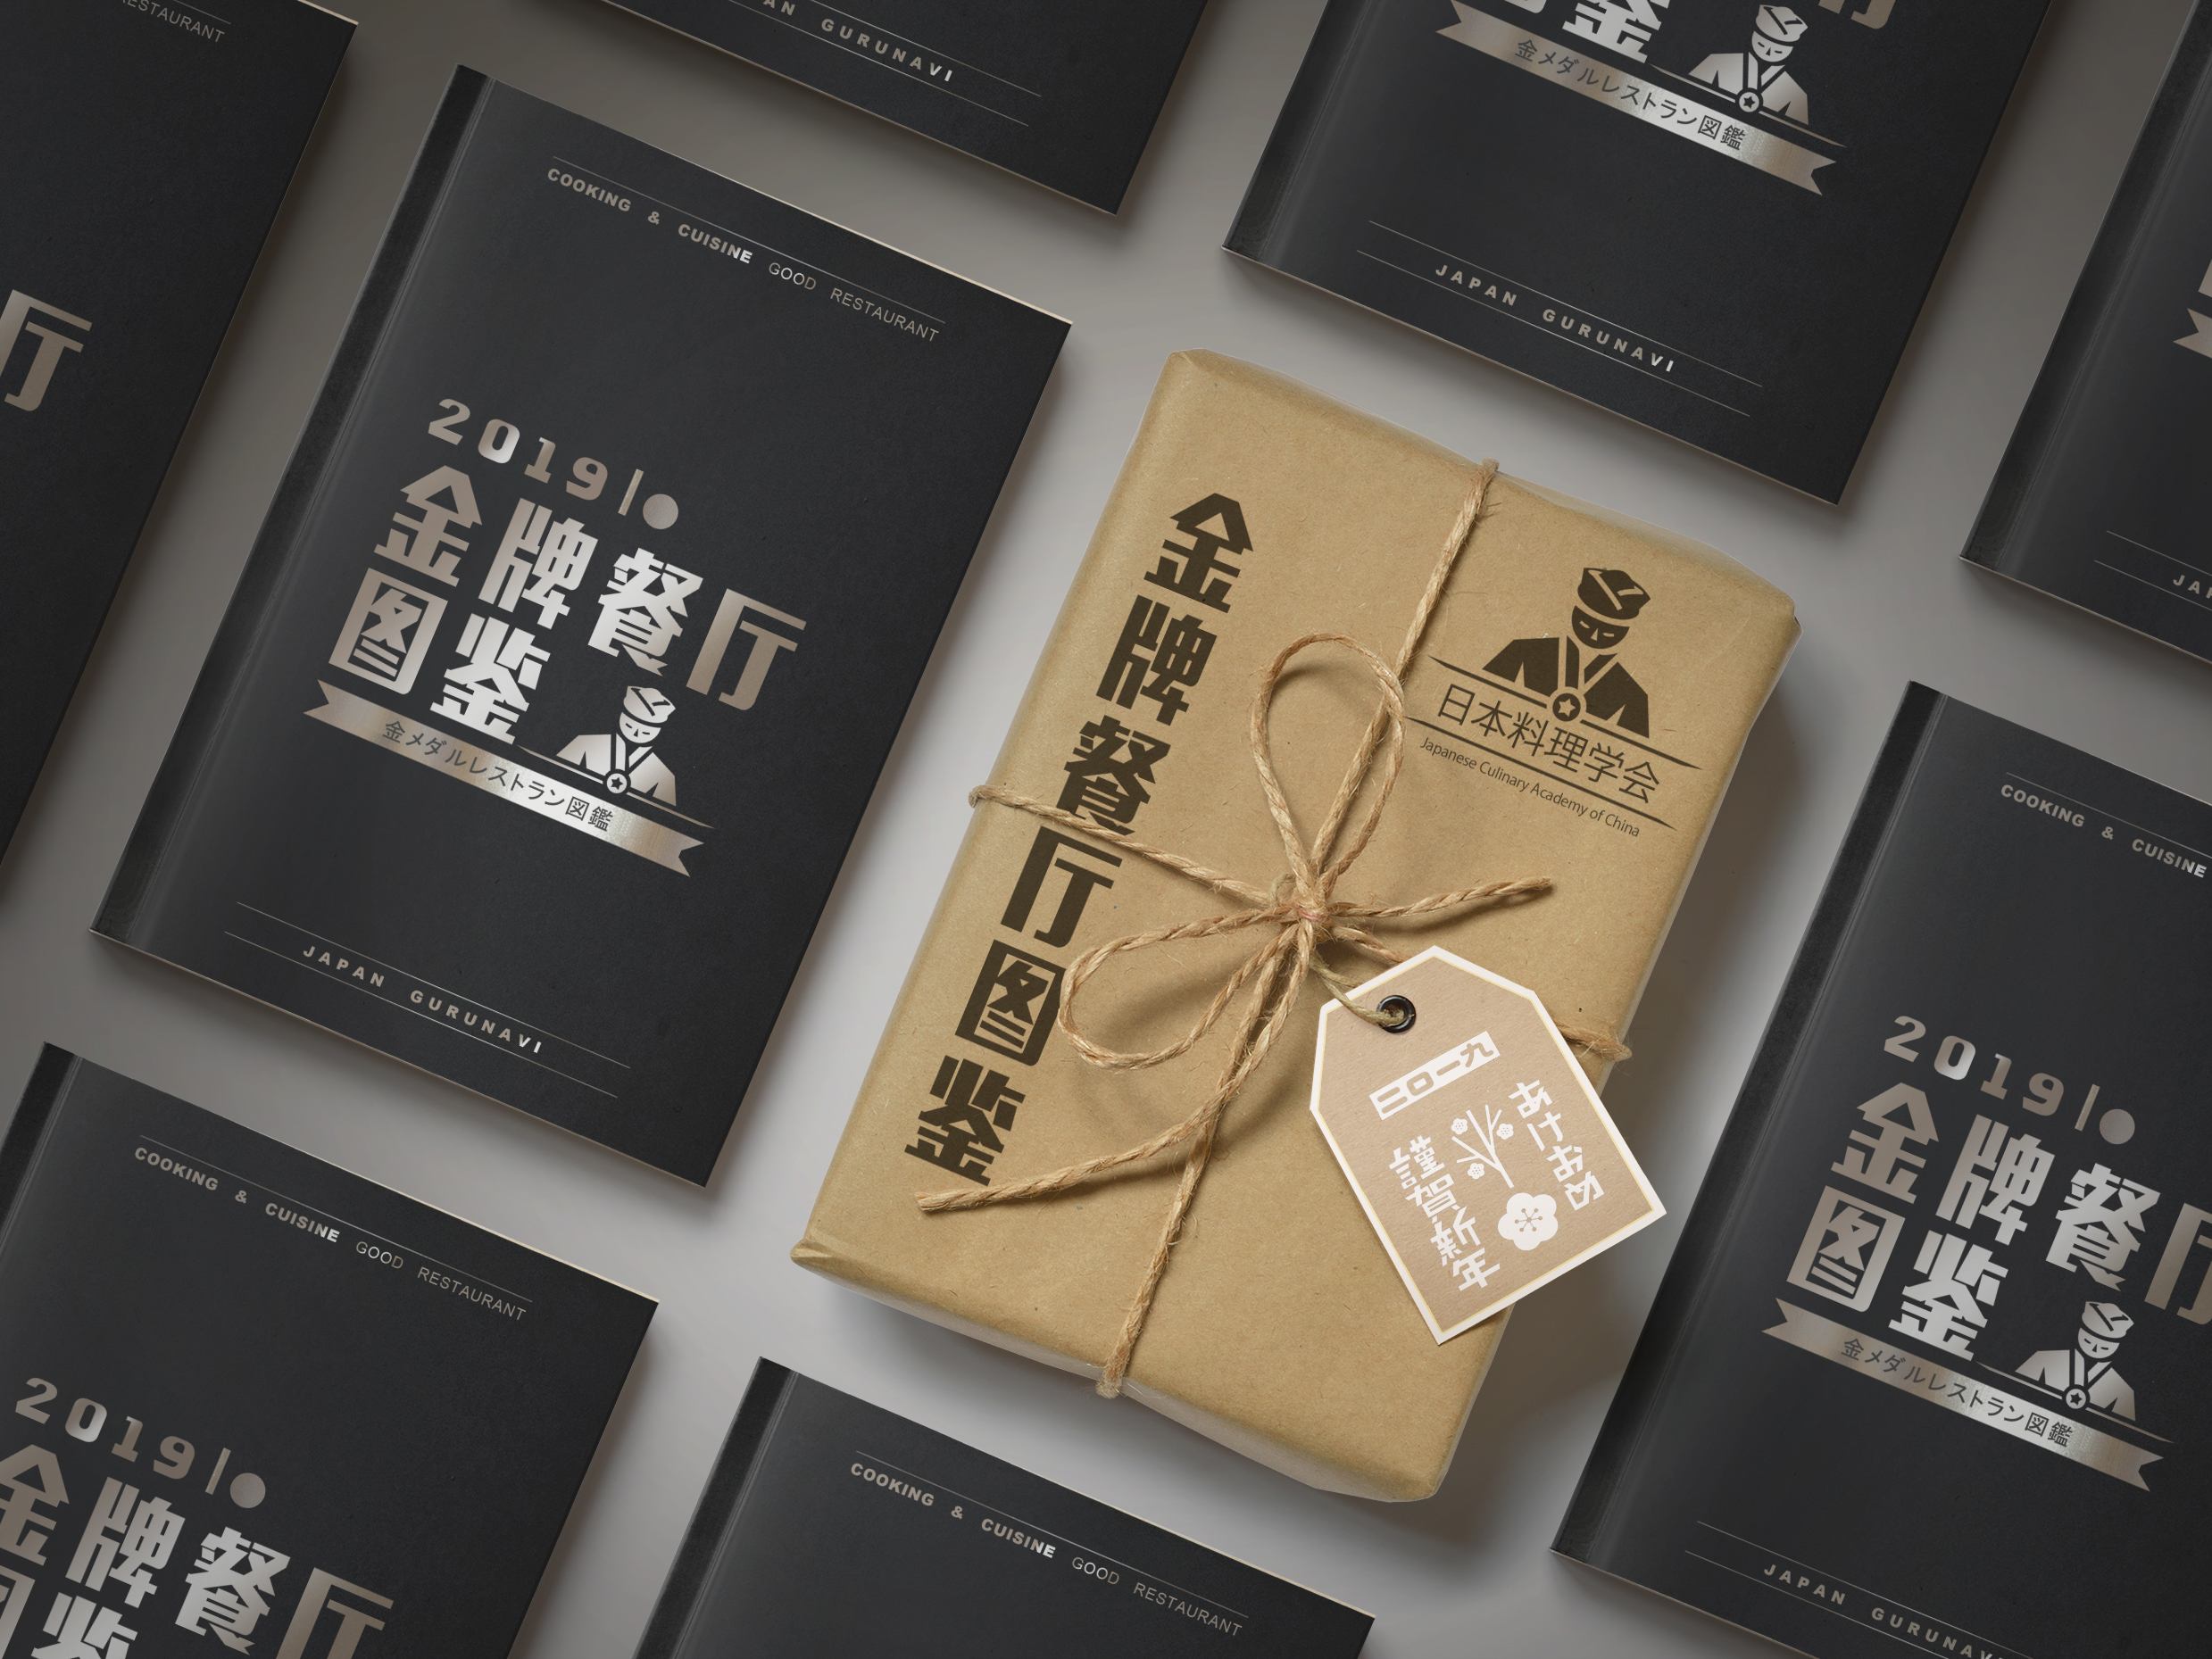 ESTAURANT
AN GURUNAVI
金メダルレストラン図鑑
JAPAN GURUNAVI
厅
COOKING & CUISINE GOOD RESTAURANT
2019
金牌餐厅
图鉴
金メダルレストラン図鑑
JAPAN GURUNAVI
金牌餐厅图鉴
日本料理学会
Japanese Culinary Academy of China
二〇一九
あけおめ
謹賀新年
COOKING & CUISINE
2019
金牌餐厅
图鉴
金メダルレストラン図鑑
JAPAN GURUNAV
COOKING & CUISINE GOOD RESTAURANT
2019
金牌餐厅
图鉴
COOKING & CUISINE GOOD RESTAURANT